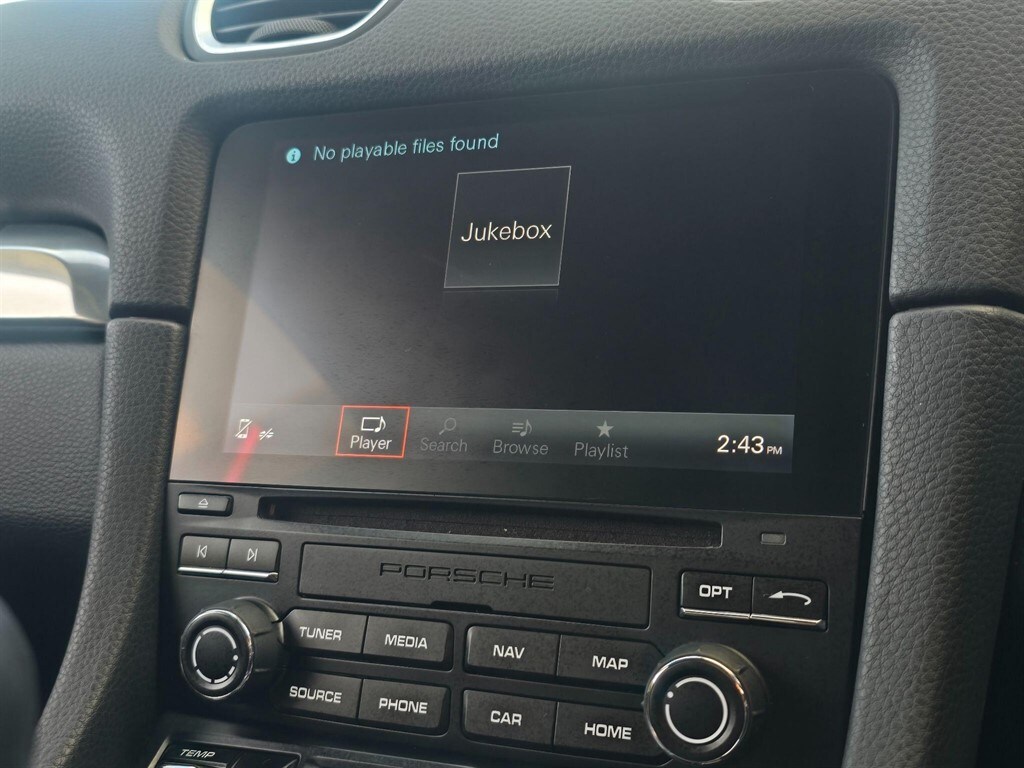 No playable files found
Jukebox
Player Search Browse Playlist 2:43 PM
PORSCHE
OPT
TUNER MEDIA NAV MAP
SOURCE PHONE CAR HOME
TEMP